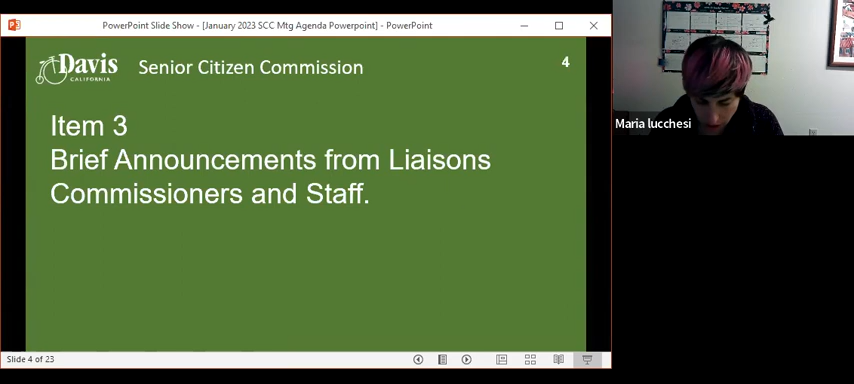 PowerPoint Slide Show - [January 2023 SCC Mtg Agenda Powerpoint] - PowerPoint
Davis
CALIFORNIA
Senior Citizen Commission
4
Item 3
Brief Announcements from Liaisons
Commissioners and Staff.
Slide 4 of 23
Maria lucchesi